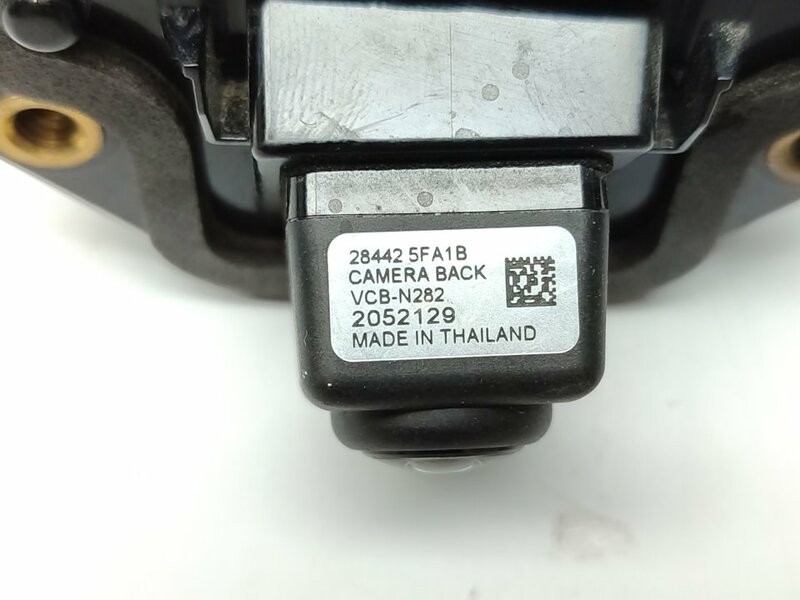 28442 5FA1B
CAMERA BACK
VCB-N282
2052129
MADE IN THAILAND